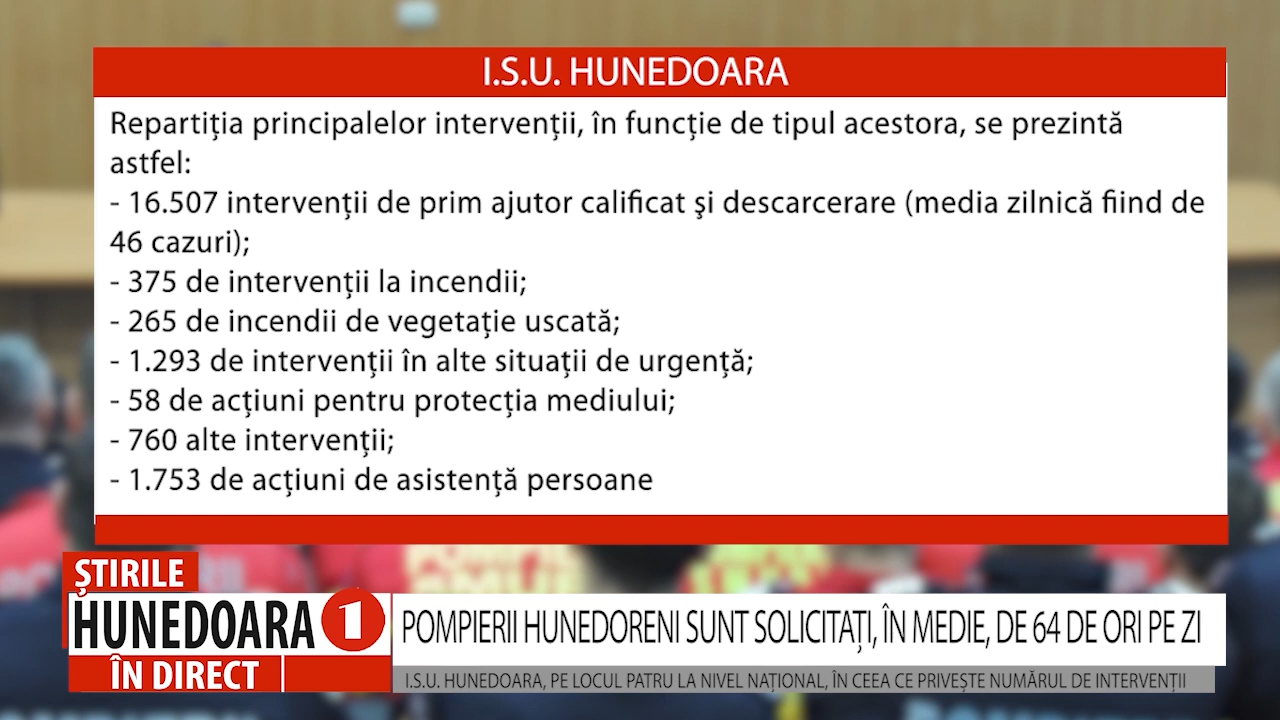 I.S.U. HUNEDOARA
Repartiția principalelor intervenții, în funcție de tipul acestora, se prezintă
astfel:
- 16.507 intervenții de prim ajutor calificat şi descarcerare (media zilnică fiind de
46 cazuri);
- 375 de intervenții la incendii;
- 265 de incendii de vegetație uscată;
- 1.293 de intervenții în alte situații de urgență;
- 58 de acțiuni pentru protecția mediului;
- 760 alte intervenții;
- 1.753 de acțiuni de asistență persoane
ȘTIRILE
HUNEDOARA 1
ÎN DIRECT
POMPIERII HUNEDORENI SUNT SOLICITAȚI, ÎN MEDIE, DE 64 DE ORI PE ZI
I.S.U. HUNEDOARA, PE LOCUL PATRU LA NIVEL NAȚIONAL, ÎN CEEA CE PRIVEȘTE NUMĂRUL DE INTERVENȚII